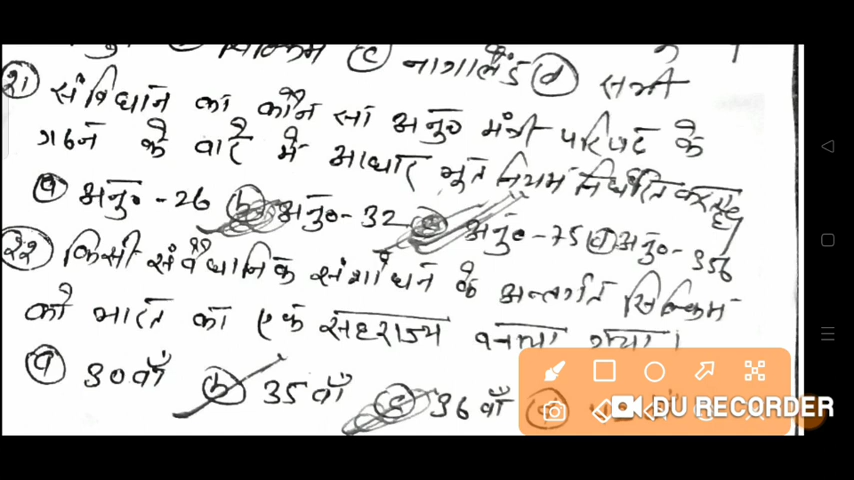 सिक्किम (c) नागालैंड (d) सभी
(21) संविधान का कौन सा अनु० मंत्री परिषद के
गठन के बारे में आधार भूत नियम निर्धारित करता है
(a) अनु० - 26 (b) अनु० - 32 (c) अनु० - 75 (d) अनु० - 356
(22) किसी संवैधानिक संशोधन के अन्तर्गत सिक्किम
को भारत का एक सहराज्य बनाया गया।
(a) 30वाँ (b) 35वाँ (c) 36वाँ
DU RECORDER